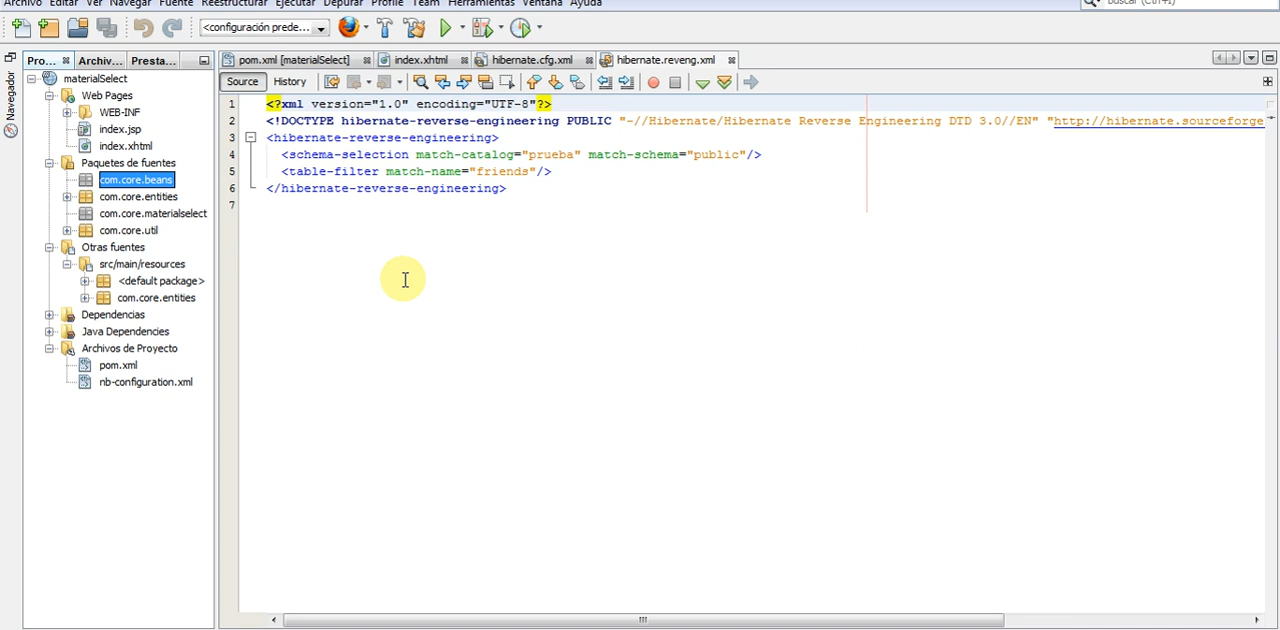 Archivo Editar Ver Navegar Fuente Reestructurar Ejecutar Depurar Profile Team Herramientas Ventana Ayuda
Buscar (Ctrl+I)
<configuración prede...
Pro... Archiv... Presta...
pom.xml [materialSelect] index.xhtml hibernate.cfg.xml hibernate.reveng.xml
Source History
Navegador
materialSelect
Web Pages
WEB-INF
index.jsp
index.xhtml
Paquetes de fuentes
com.core.beans
com.core.entities
com.core.materialselect
com.core.util
Otras fuentes
src/main/resources
<default package>
com.core.entities
Dependencias
Java Dependencies
Archivos de Proyecto
pom.xml
nb-configuration.xml
1 <?xml version="1.0" encoding="UTF-8"?>
2 <!DOCTYPE hibernate-reverse-engineering PUBLIC "-//Hibernate/Hibernate Reverse Engineering DTD 3.0//EN" "http://hibernate.sourceforge
3 <hibernate-reverse-engineering>
4 <schema-selection match-catalog="prueba" match-schema="public"/>
5 <table-filter match-name="friends"/>
6 </hibernate-reverse-engineering>
7